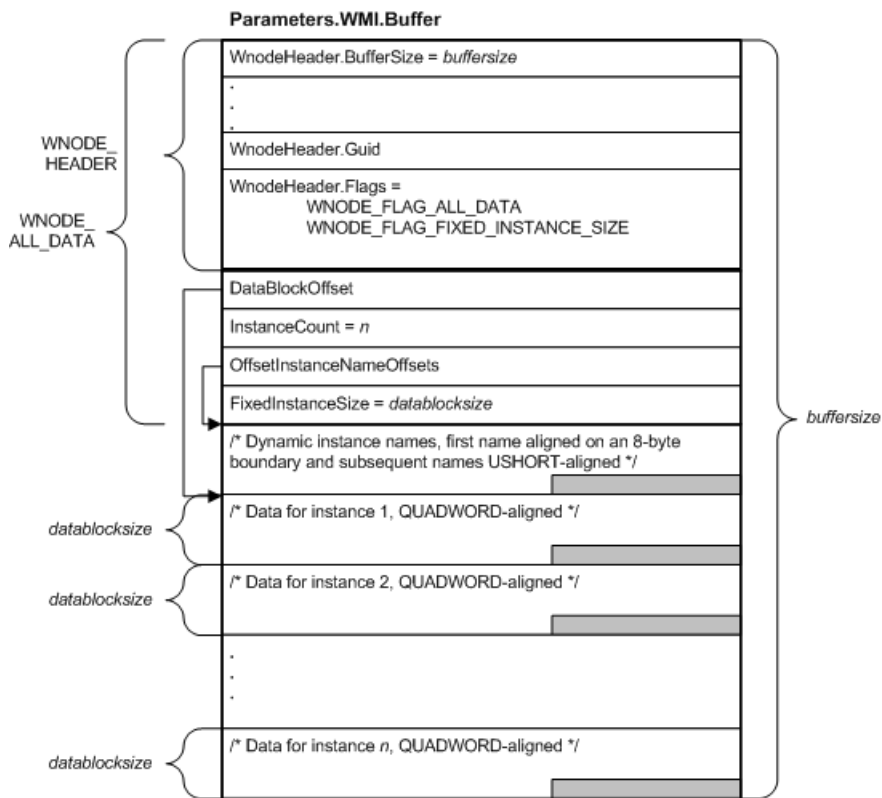 Parameters.WMI.Buffer
WnodeHeader.BufferSize = buffersize
.
.
.
WNODE_
HEADER
WnodeHeader.Guid
WnodeHeader.Flags =
WNODE_FLAG_ALL_DATA
WNODE_FLAG_FIXED_INSTANCE_SIZE
WNODE_
ALL_DATA
DataBlockOffset
InstanceCount = n
OffsetInstanceNameOffsets
FixedInstanceSize = datablocksize
buffersize
/* Dynamic instance names, first name aligned on an 8-byte
boundary and subsequent names USHORT-aligned */
/* Data for instance 1, QUADWORD-aligned */
datablocksize
/* Data for instance 2, QUADWORD-aligned */
datablocksize
.
.
.
/* Data for instance n, QUADWORD-aligned */
datablocksize